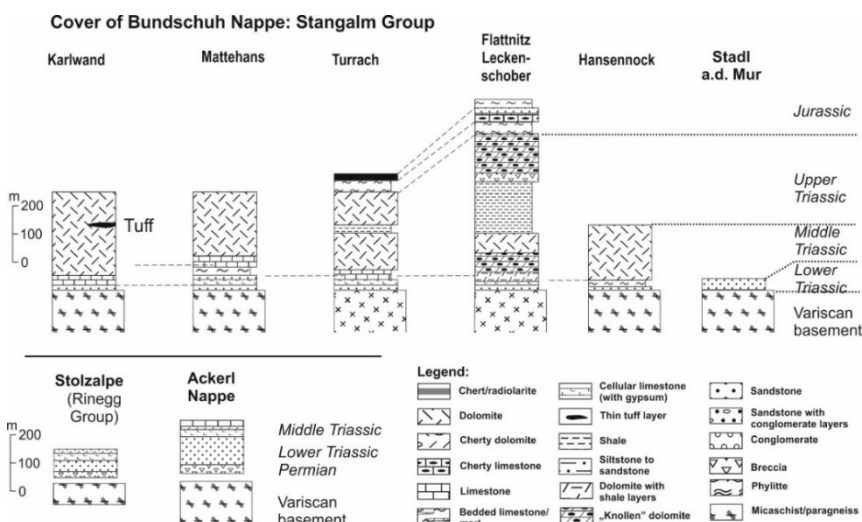 Cover of Bundschuh Nappe: Stangalm Group
Karlwand
Mattehans
Turrach
Flattnitz
Lecken-
schober
Hansennock
Stadl
a.d. Mur
Jurassic
Upper
Triassic
Middle
Triassic
Lower
Triassic
Variscan
basement
m
200
100
0
Tuff
Stolzalpe
(Rinegg
Group)
Ackerl
Nappe
m
200
100
0
Middle Triassic
Lower Triassic
Permian
Variscan
basement
Legend:
Chert/radiolarite
Dolomite
Cherty dolomite
Cherty limestone
Limestone
Bedded limestone/
marl
Cellular limestone
(with gypsum)
Thin tuff layer
Shale
Siltstone to
sandstone
Dolomite with
shale layers
„Knollen" dolomite
Sandstone
Sandstone with
conglomerate layers
Conglomerate
Breccia
Phylitte
Micaschist/paragneiss